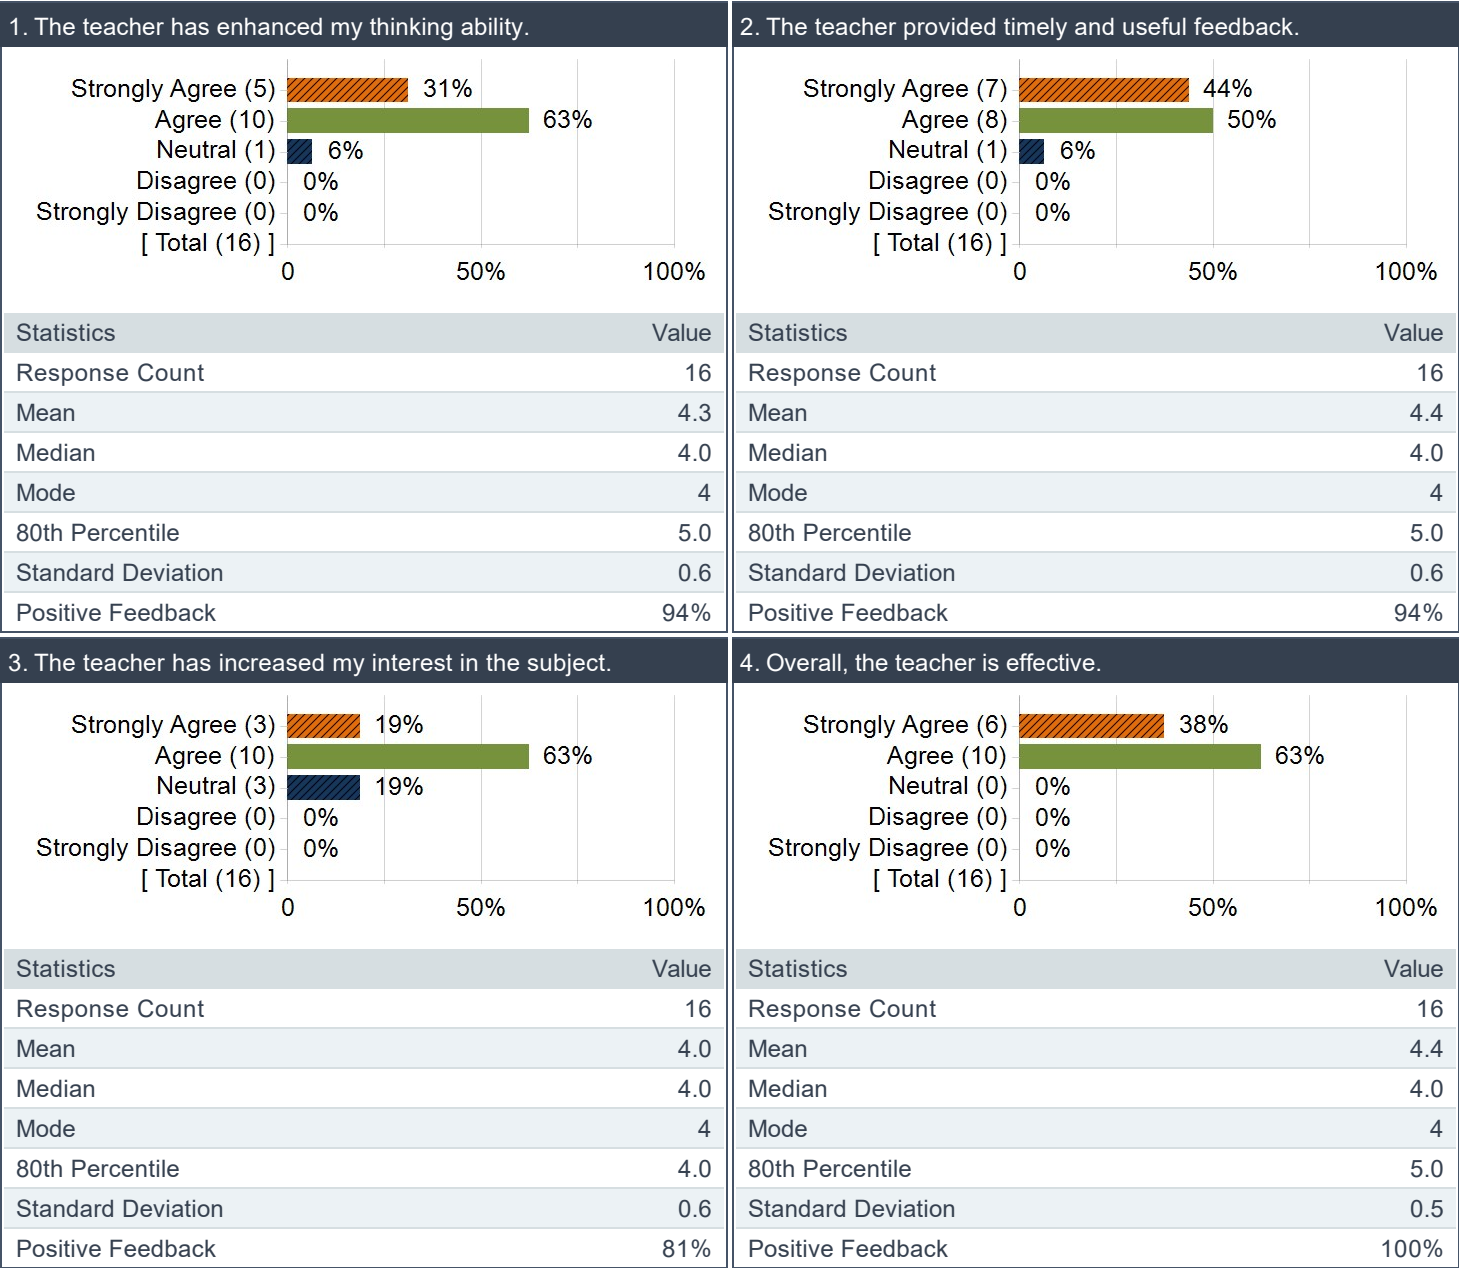 1. The teacher has enhanced my thinking ability.
Strongly Agree (5) 31%
Agree (10) 63%
Neutral (1) 6%
Disagree (0) 0%
Strongly Disagree (0) 0%
[ Total (16) ]
0 50% 100%
Statistics Value
Response Count 16
Mean 4.3
Median 4.0
Mode 4
80th Percentile 5.0
Standard Deviation 0.6
Positive Feedback 94%
2. The teacher provided timely and useful feedback.
Strongly Agree (7) 44%
Agree (8) 50%
Neutral (1) 6%
Disagree (0) 0%
Strongly Disagree (0) 0%
[ Total (16) ]
0 50% 100%
Statistics Value
Response Count 16
Mean 4.4
Median 4.0
Mode 4
80th Percentile 5.0
Standard Deviation 0.6
Positive Feedback 94%
3. The teacher has increased my interest in the subject.
Strongly Agree (3) 19%
Agree (10) 63%
Neutral (3) 19%
Disagree (0) 0%
Strongly Disagree (0) 0%
[ Total (16) ]
0 50% 100%
Statistics Value
Response Count 16
Mean 4.0
Median 4.0
Mode 4
80th Percentile 4.0
Standard Deviation 0.6
Positive Feedback 81%
4. Overall, the teacher is effective.
Strongly Agree (6) 38%
Agree (10) 63%
Neutral (0) 0%
Disagree (0) 0%
Strongly Disagree (0) 0%
[ Total (16) ]
0 50% 100%
Statistics Value
Response Count 16
Mean 4.4
Median 4.0
Mode 4
80th Percentile 5.0
Standard Deviation 0.5
Positive Feedback 100%